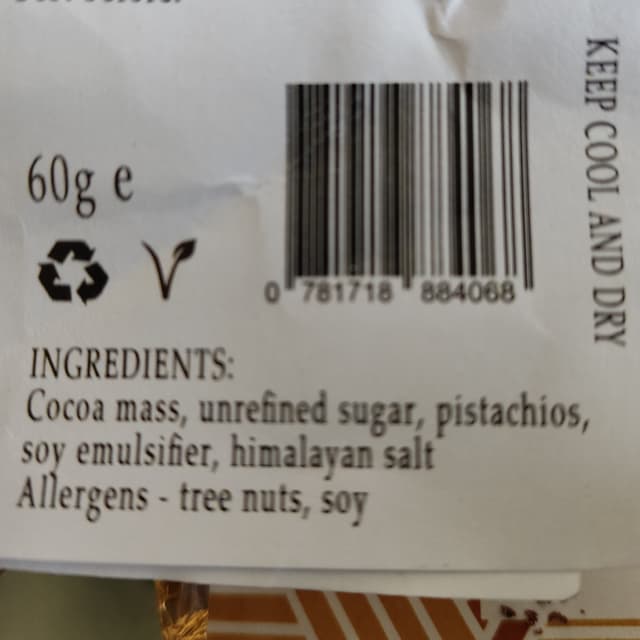 60g e
0 781718 884068
KEEP COOL AND DRY
INGREDIENTS:
Cocoa mass, unrefined sugar, pistachios,
soy emulsifier, himalayan salt
Allergens - tree nuts, soy